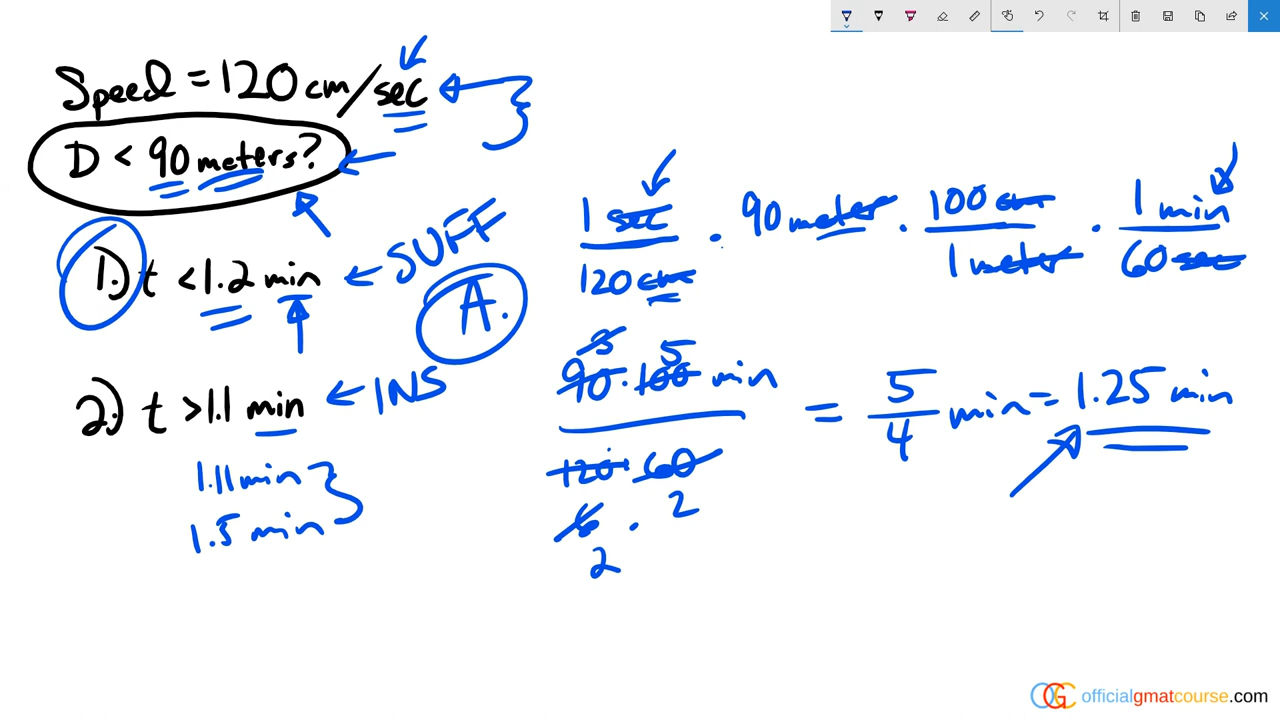 Speed = 120 cm/sec
D < 90 meters?
1.) t < 1.2 min ← SUFF
A.
2.) t > 1.1 min ← INS
1.11 min
1.5 min
1 sec / 120 cm · 90 meter · 100 cm / 1 meter · 1 min / 60 sec
3 5
90 · 100 min
120 · 60
6 · 2
2
= 5/4 min = 1.25 min
OGC officialgmatcourse.com